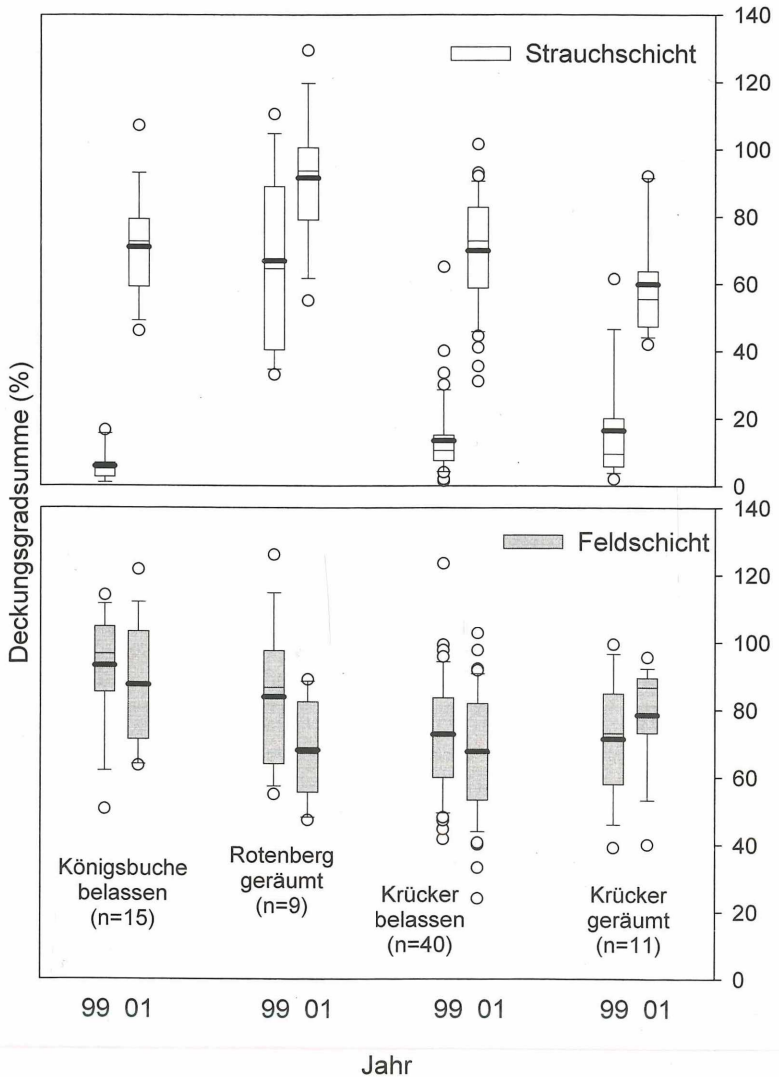 140
Strauchschicht
120
100
80
60
40
20
0
Deckungsgradsumme (%)
140
Feldschicht
120
100
80
60
40
20
0
Königsbuche
belassen
(n=15)
Rotenberg
geräumt
(n=9)
Krücker
belassen
(n=40)
Krücker
geräumt
(n=11)
99 01 99 01 99 01 99 01
Jahr